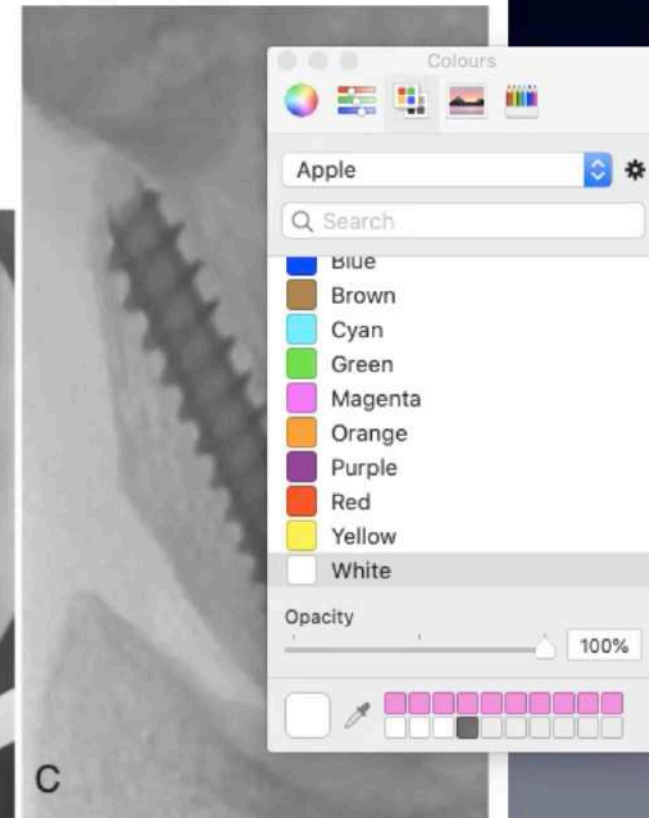 Colours
Apple
Search
Blue
Brown
Cyan
Green
Magenta
Orange
Purple
Red
Yellow
White
Opacity
100%
C